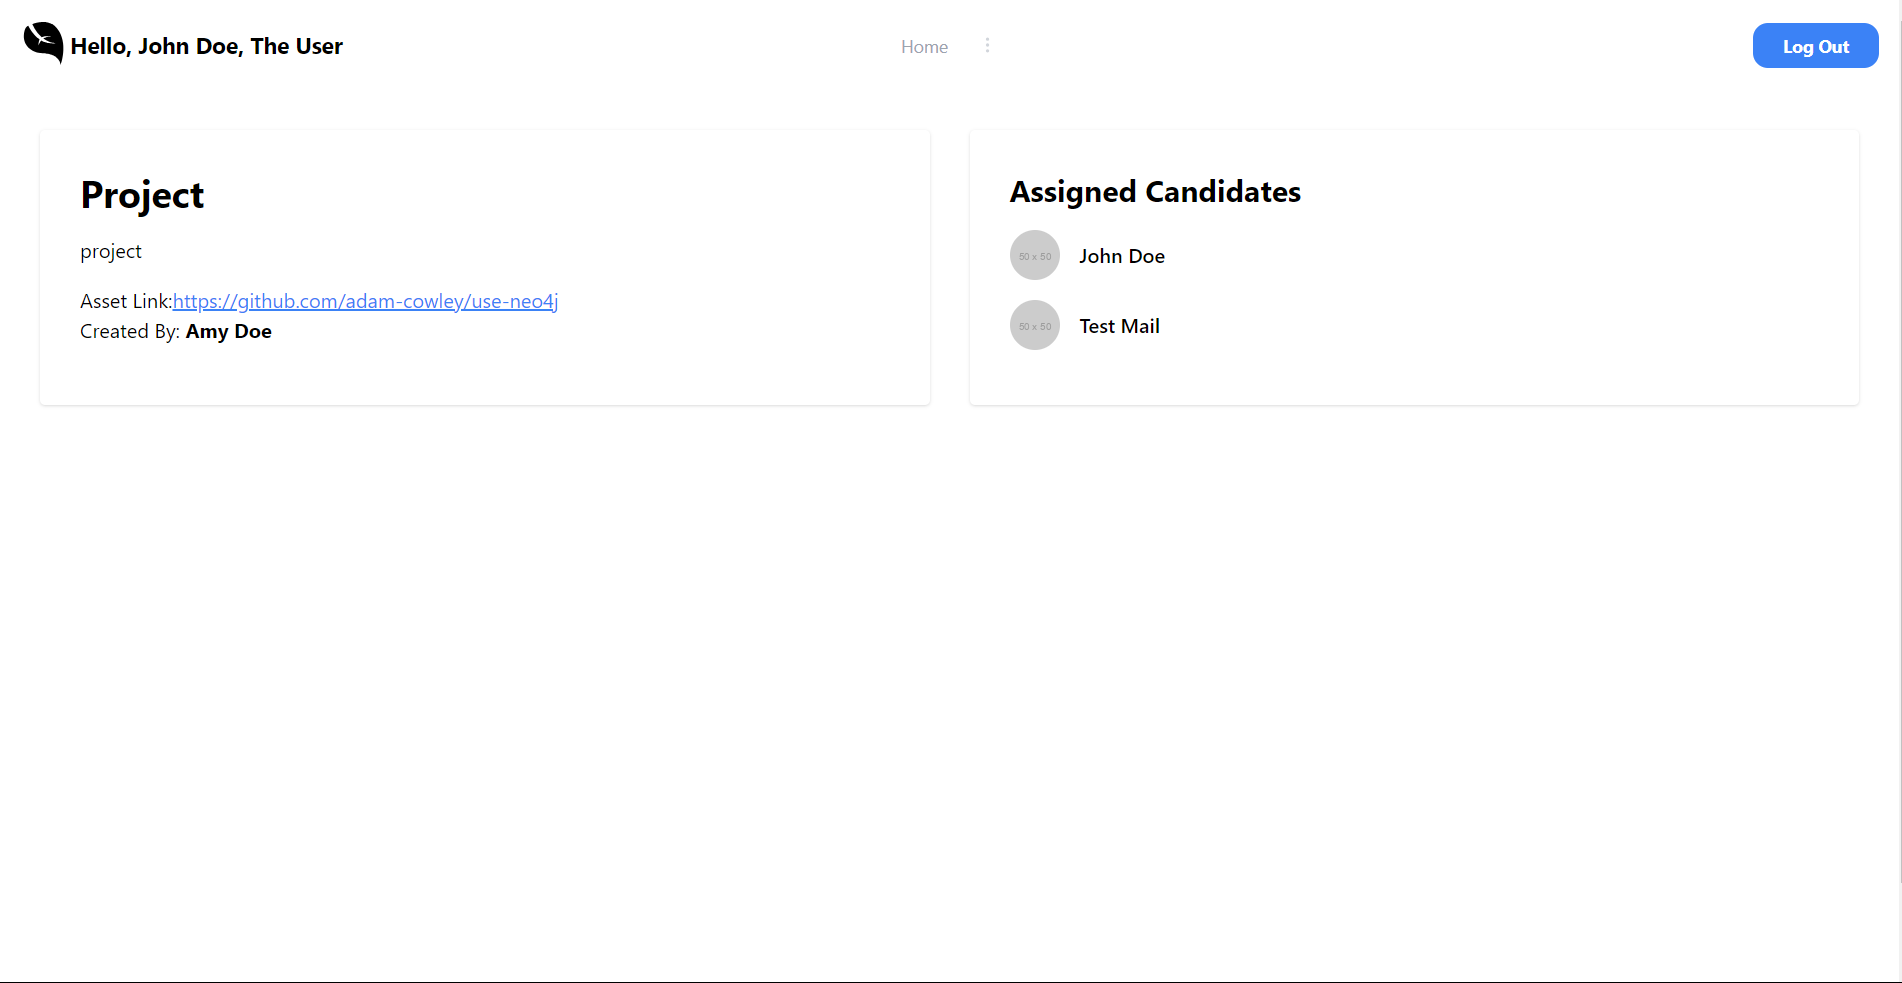 Hello, John Doe, The User
Home
Log Out
Project
project
Asset Link:https://github.com/adam-cowley/use-neo4j
Created By: Amy Doe
Assigned Candidates
50 x 50
John Doe
50 x 50
Test Mail